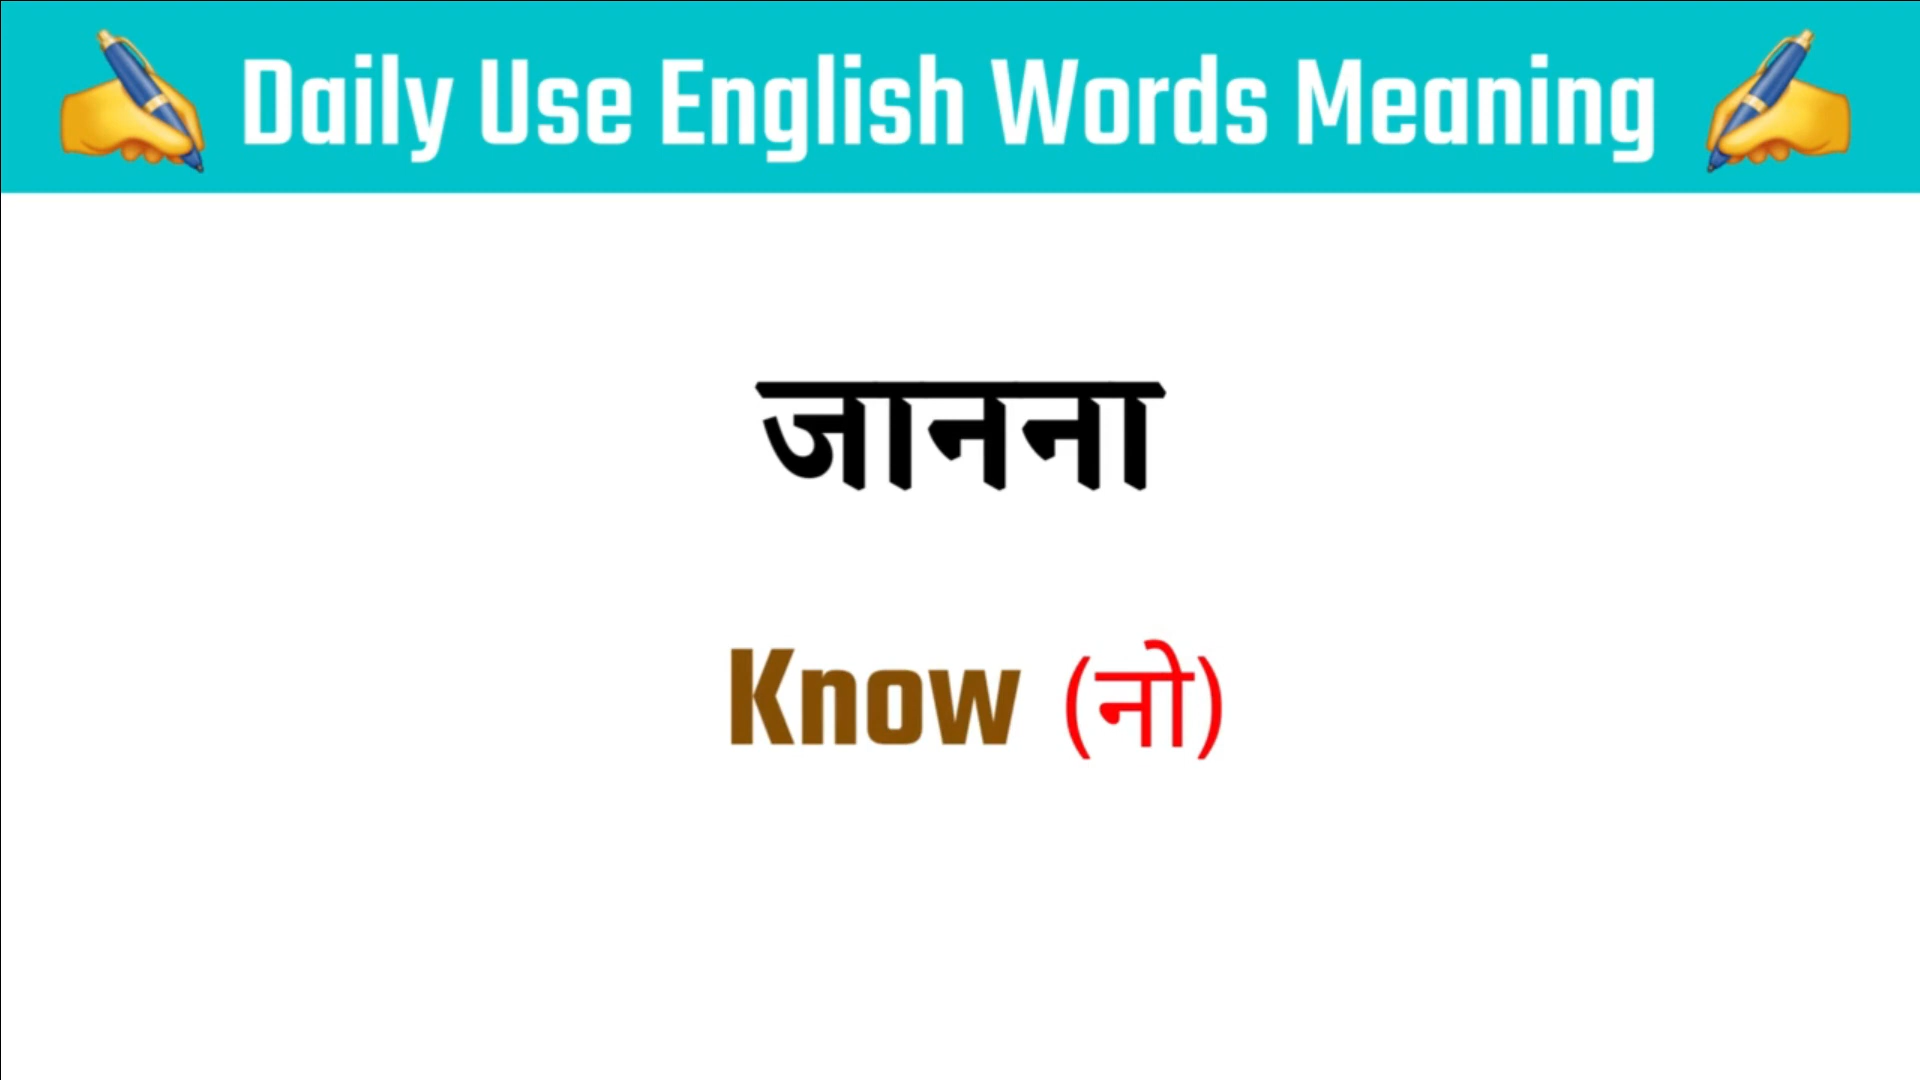 Daily Use English Words Meaning
जानना
Know (नो)